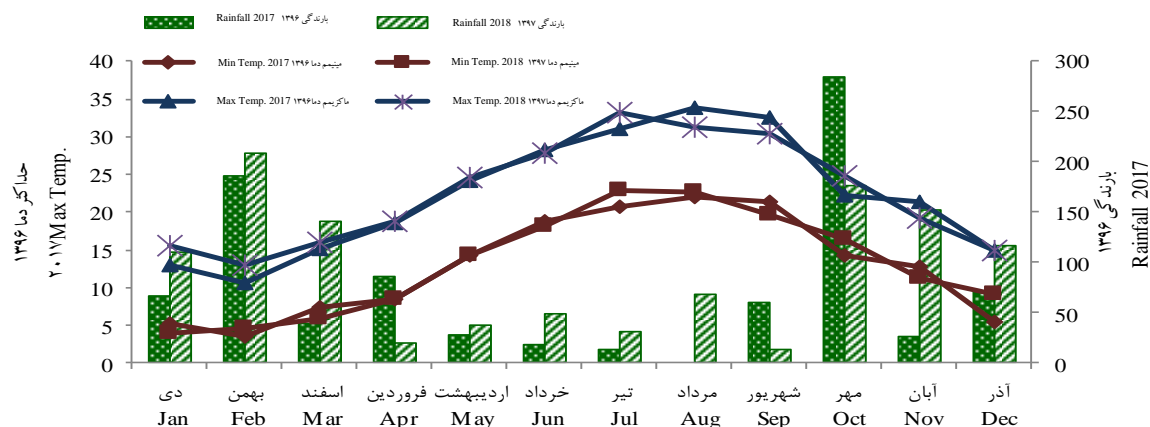 Rainfall 2017 بارندگی ۱۳۹۶
Rainfall 2018 بارندگی ۱۳۹۷
Min Temp. 2017 مینیمم دما ۱۳۹۶
Min Temp. 2018 مینیمم دما ۱۳۹۷
Max Temp. 2017 ماکزیمم دما ۱۳۹۶
Max Temp. 2018 ماکزیمم دما ۱۳۹۷
حداکثر دما ۱۳۹۶
۲۰۱۷Max Temp.
40
35
30
25
20
15
10
5
0
300
250
200
150
100
50
0
بارندگی ۱۳۹۶
Rainfall 2017
دی بهمن اسفند فروردین اردیبهشت خرداد تیر مرداد شهریور مهر آبان آذر
Jan Feb Mar Apr May Jun Jul Aug Sep Oct Nov Dec